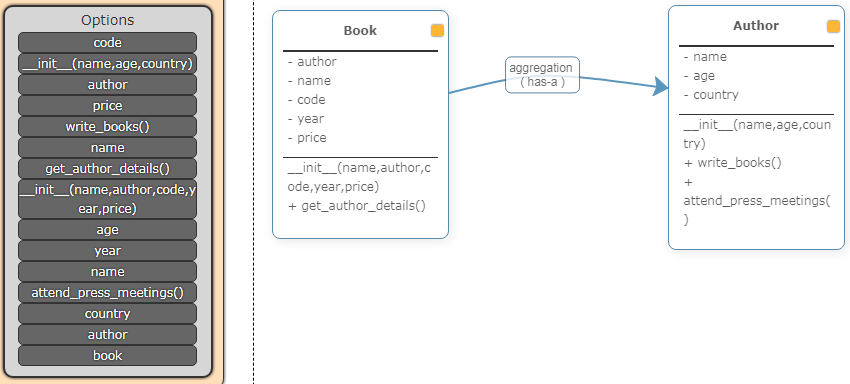 Options
code
__init__(name,age,country)
author
price
write_books()
name
get_author_details()
__init__(name,author,code,y
ear,price)
age
year
name
attend_press_meetings()
country
author
book
Book
- author
- name
- code
- year
- price
__init__(name,author,c
ode,year,price)
+ get_author_details()
aggregation
( has-a )
Author
- name
- age
- country
__init__(name,age,coun
try)
+ write_books()
+
attend_press_meetings(
)